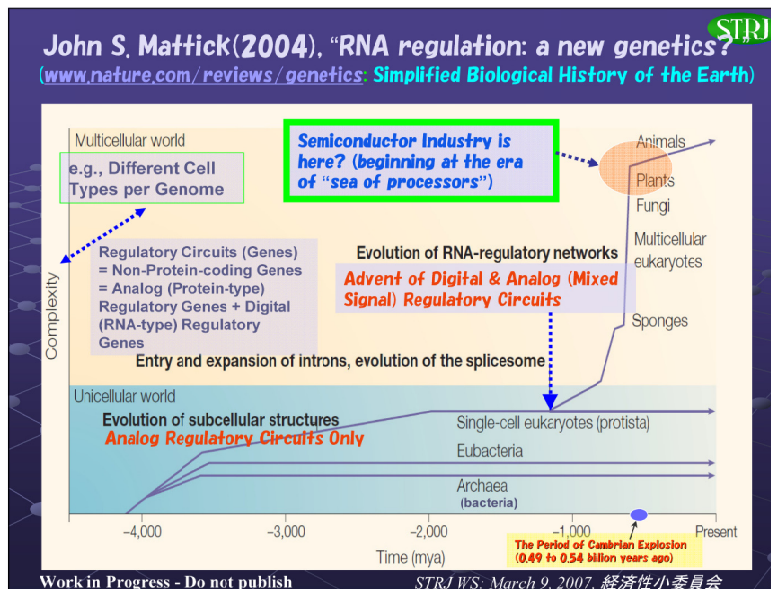 STRJ
John S. Mattick(2004), "RNA regulation: a new genetics?"
(www.nature.com/reviews/genetics: Simplified Biological History of the Earth)
Multicellular world
e.g., Different Cell
Types per Genome
Semiconductor Industry is
here? (beginning at the era
of "sea of processors")
Animals
Plants
Fungi
Multicellular
eukaryotes
Sponges
Regulatory Circuits (Genes)
= Non-Protein-coding Genes
= Analog (Protein-type)
Regulatory Genes + Digital
(RNA-type) Regulatory
Genes
Evolution of RNA-regulatory networks
Advent of Digital & Analog (Mixed
Signal) Regulatory Circuits
Complexity
Entry and expansion of introns, evolution of the splicesome
Unicellular world
Evolution of subcellular structures
Analog Regulatory Circuits Only
Single-cell eukaryotes (protista)
Eubacteria
Archaea
(bacteria)
–4,000
–3,000
–2,000
–1,000
Present
Time (mya)
The Period of Cambrian Explosion
(0.49 to 0.54 billion years ago)
Work in Progress - Do not publish
STRJ WS: March 9, 2007, 経済性小委員会